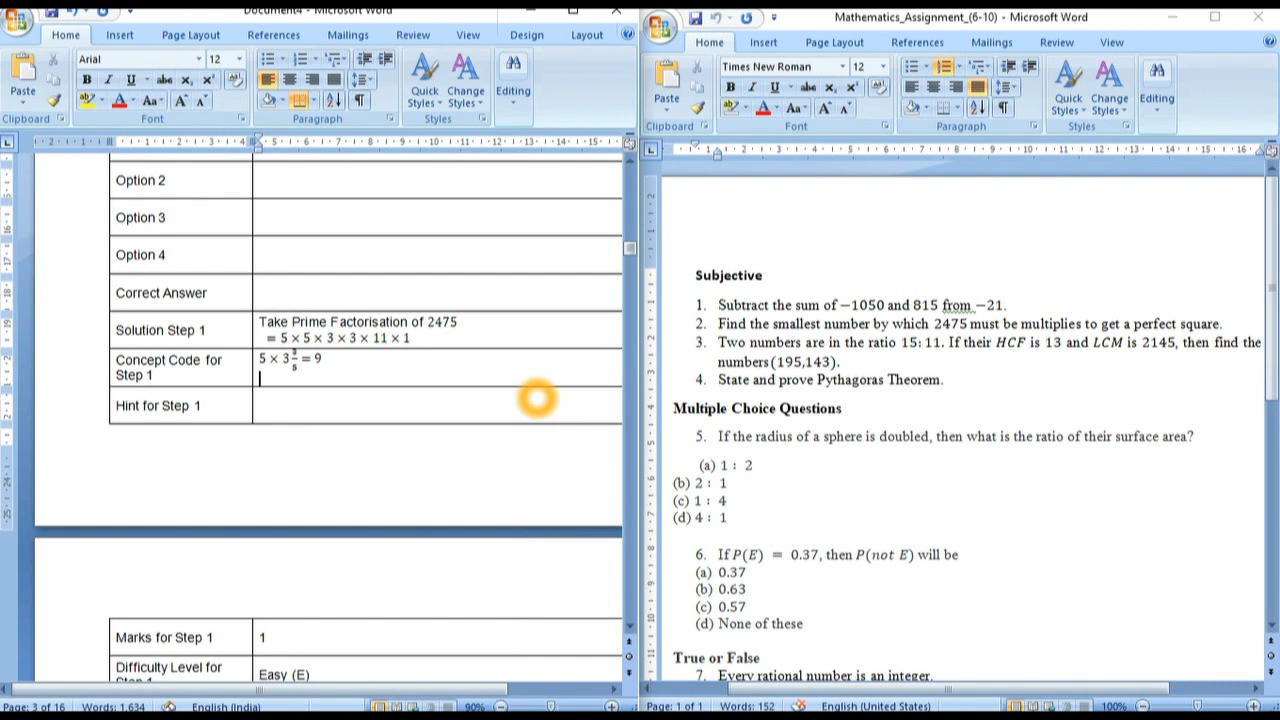 Document4 - Microsoft Word
Home Insert Page Layout References Mailings Review View Design Layout
Arial 12
Paste
Quick Styles
Change Styles
Editing
Clipboard Font Paragraph Styles
Option 2
Option 3
Option 4
Correct Answer
Solution Step 1
Take Prime Factorisation of 2475
= 5 × 5 × 3 × 3 × 11 × 1
Concept Code for Step 1
5 × 3 3/5 = 9
Hint for Step 1
Marks for Step 1
1
Difficulty Level for
Easy (E)
Page: 3 of 16 Words: 1,634 English (India) 90%
Mathematics_Assignment_(6-10) - Microsoft Word
Home Insert Page Layout References Mailings Review View
Times New Roman 12
Paste
Quick Styles
Change Styles
Editing
Clipboard Font Paragraph Styles
Subjective
1. Subtract the sum of −1050 and 815 from −21.
2. Find the smallest number by which 2475 must be multiplies to get a perfect square.
3. Two numbers are in the ratio 15: 11. If their HCF is 13 and LCM is 2145, then find the
numbers(195,143).
4. State and prove Pythagoras Theorem.
Multiple Choice Questions
5. If the radius of a sphere is doubled, then what is the ratio of their surface area?
(a) 1 : 2
(b) 2 : 1
(c) 1 : 4
(d) 4 : 1
6. If P(E) = 0.37, then P(not E) will be
(a) 0.37
(b) 0.63
(c) 0.57
(d) None of these
True or False
7. Every rational number is an integer.
Page: 1 of 1 Words: 152 English (United States) 100%